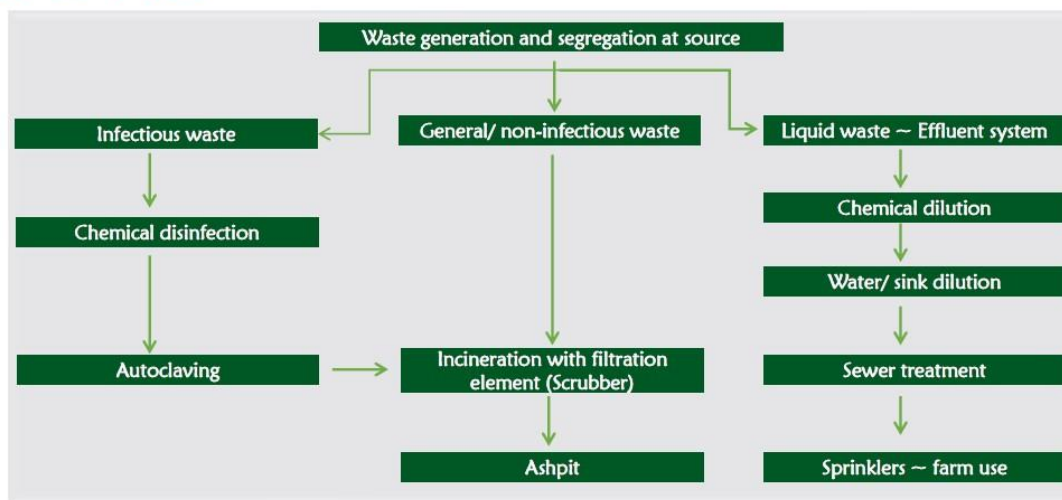 Waste generation and segregation at source
Infectious waste
General/ non-infectious waste
Liquid waste ~ Effluent system
Chemical disinfection
Chemical dilution
Water/ sink dilution
Autoclaving
Incineration with filtration
element (Scrubber)
Sewer treatment
Ashpit
Sprinklers ~ farm use